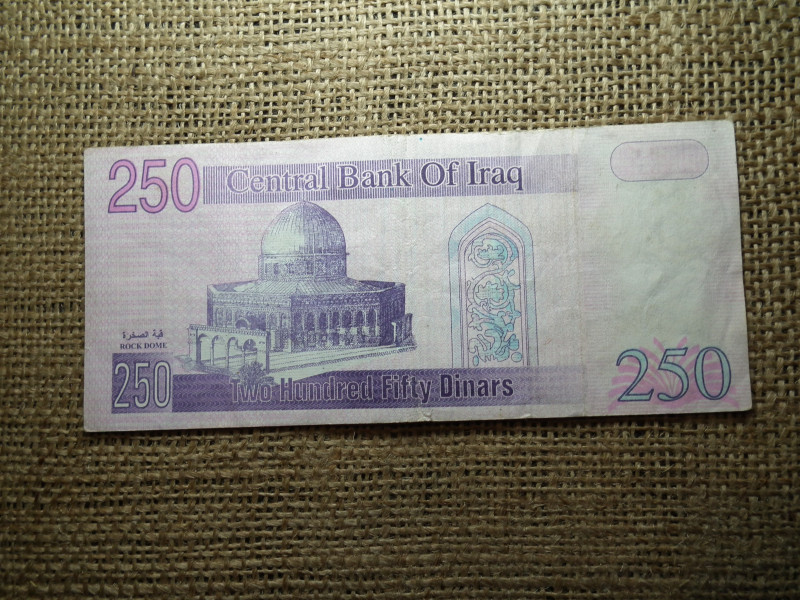 250 Central Bank Of Iraq
قبة الصخرة
ROCK DOME
250 Two Hundred Fifty Dinars 250